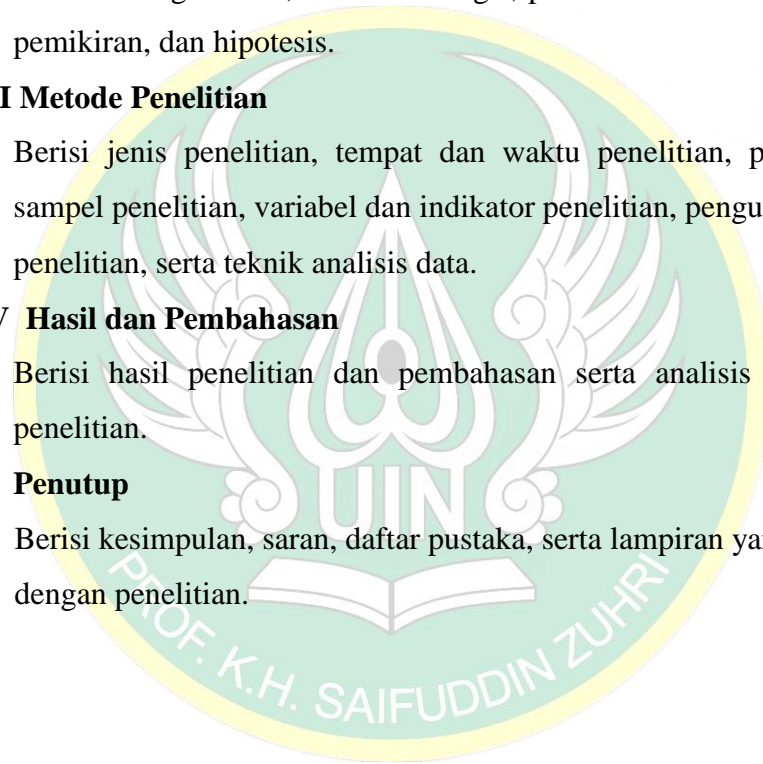 pemikiran, dan hipotesis.
I Metode Penelitian
Berisi jenis penelitian, tempat dan waktu penelitian, p
sampel penelitian, variabel dan indikator penelitian, pengu
penelitian, serta teknik analisis data.
Hasil dan Pembahasan
Berisi hasil penelitian dan pembahasan serta analisis
penelitian.
Penutup
Berisi kesimpulan, saran, daftar pustaka, serta lampiran ya
dengan penelitian.
UIN
PROF. K.H. SAIFUDDIN ZUHRI